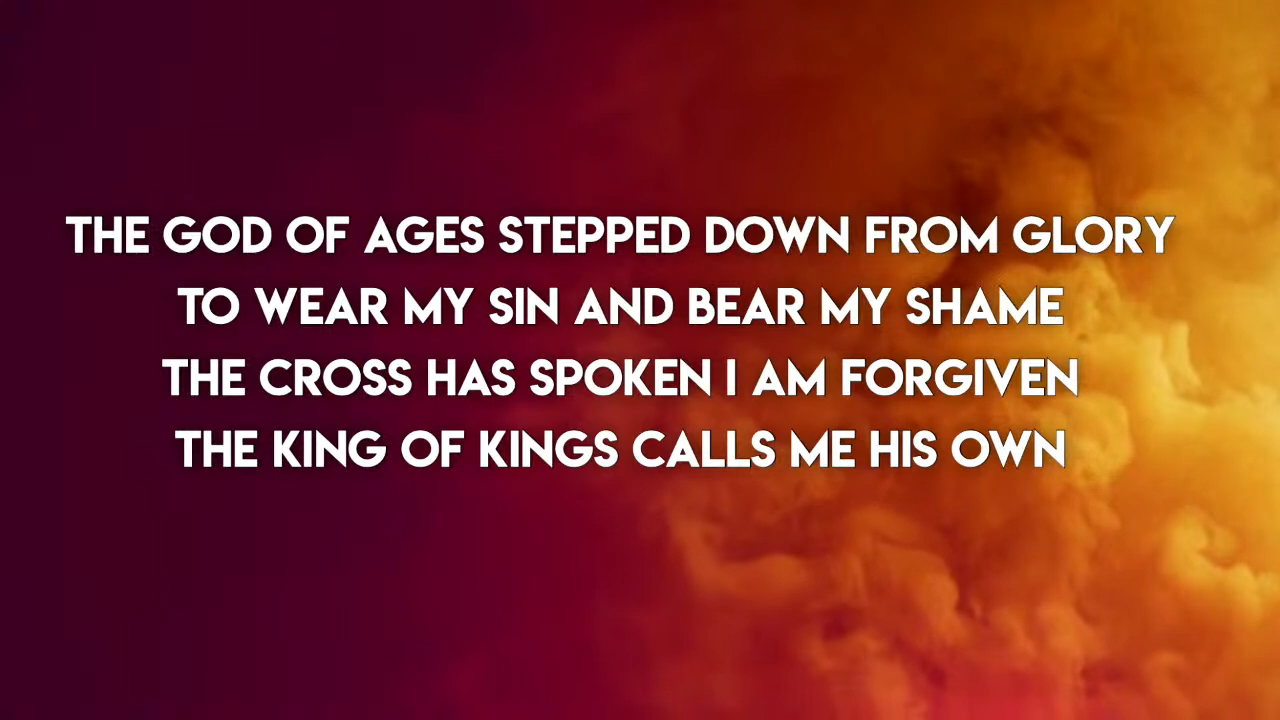 THE GOD OF AGES STEPPED DOWN FROM GLORY
TO WEAR MY SIN AND BEAR MY SHAME
THE CROSS HAS SPOKEN I AM FORGIVEN
THE KING OF KINGS CALLS ME HIS OWN